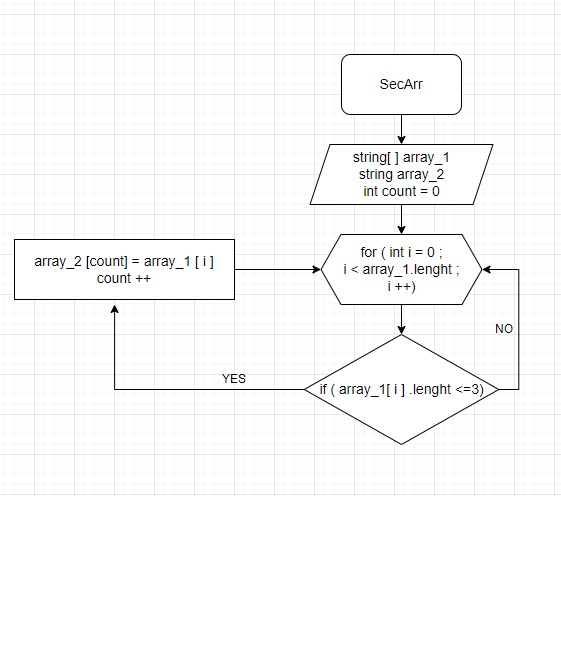 SecArr
string[ ] array_1
string array_2
int count = 0
for ( int i = 0 ;
i < array_1.lenght ;
i ++)
array_2 [count] = array_1 [ i ]
count ++
NO
YES
if ( array_1[ i ] .lenght <=3)